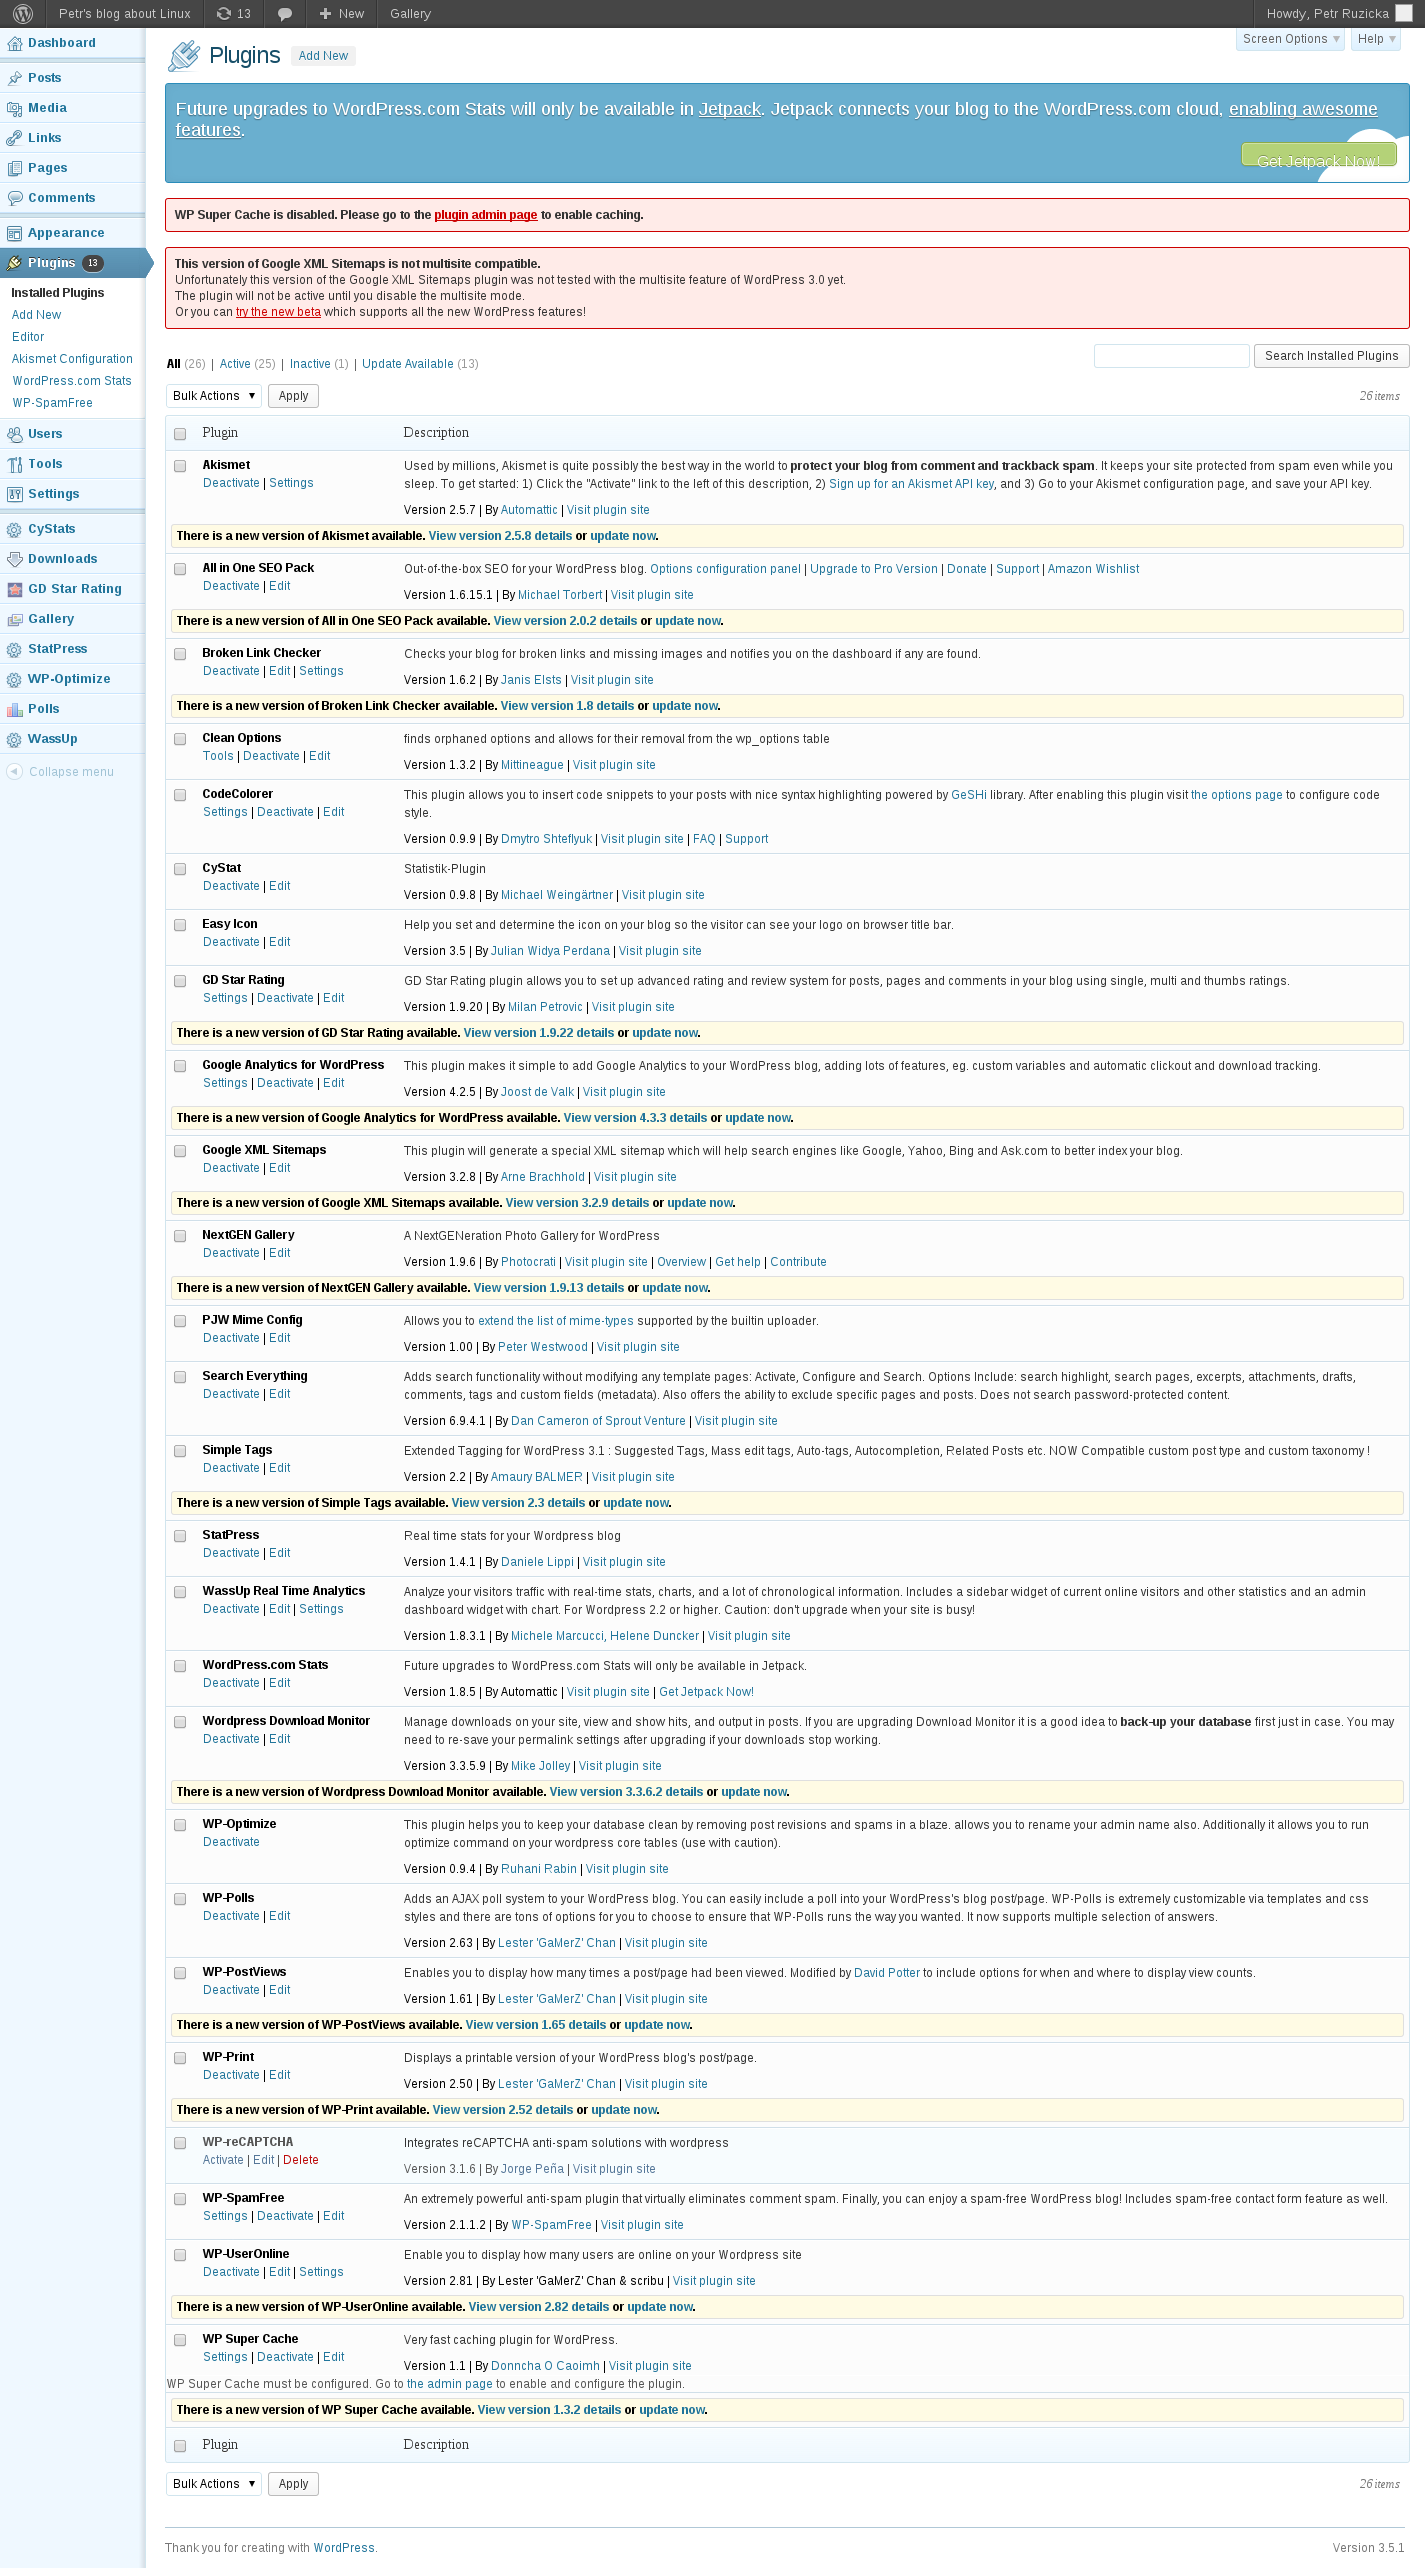 Petr's blog about Linux 13 New Gallery Howdy, Petr Ruzicka
Dashboard
Posts
Media
Links
Pages
Comments
Appearance
Plugins 13
Installed Plugins
Add New
Editor
Akismet Configuration
WordPress.com Stats
WP-SpamFree
Users
Tools
Settings
CyStats
Downloads
GD Star Rating
Gallery
StatPress
WP-Optimize
Polls
WassUp
Collapse menu
Screen Options Help
Plugins Add New
Future upgrades to WordPress.com Stats will only be available in Jetpack. Jetpack connects your blog to the WordPress.com cloud, enabling awesome
features.
Get Jetpack Now!
WP Super Cache is disabled. Please go to the plugin admin page to enable caching.
This version of Google XML Sitemaps is not multisite compatible.
Unfortunately this version of the Google XML Sitemaps plugin was not tested with the multisite feature of WordPress 3.0 yet.
The plugin will not be active until you disable the multisite mode.
Or you can try the new beta which supports all the new WordPress features!
All (26) | Active (25) | Inactive (1) | Update Available (13) Search Installed Plugins
Bulk Actions Apply 26 items
Plugin Description
Akismet
Deactivate | Settings
Used by millions, Akismet is quite possibly the best way in the world to protect your blog from comment and trackback spam. It keeps your site protected from spam even while you
sleep. To get started: 1) Click the "Activate" link to the left of this description, 2) Sign up for an Akismet API key, and 3) Go to your Akismet configuration page, and save your API key.
Version 2.5.7 | By Automattic | Visit plugin site
There is a new version of Akismet available. View version 2.5.8 details or update now.
All in One SEO Pack
Deactivate | Edit
Out-of-the-box SEO for your WordPress blog. Options configuration panel | Upgrade to Pro Version | Donate | Support | Amazon Wishlist
Version 1.6.15.1 | By Michael Torbert | Visit plugin site
There is a new version of All in One SEO Pack available. View version 2.0.2 details or update now.
Broken Link Checker
Deactivate | Edit | Settings
Checks your blog for broken links and missing images and notifies you on the dashboard if any are found.
Version 1.6.2 | By Janis Elsts | Visit plugin site
There is a new version of Broken Link Checker available. View version 1.8 details or update now.
Clean Options
Tools | Deactivate | Edit
finds orphaned options and allows for their removal from the wp_options table
Version 1.3.2 | By Mittineague | Visit plugin site
CodeColorer
Settings | Deactivate | Edit
This plugin allows you to insert code snippets to your posts with nice syntax highlighting powered by GeSHi library. After enabling this plugin visit the options page to configure code
style.
Version 0.9.9 | By Dmytro Shteflyuk | Visit plugin site | FAQ | Support
CyStat
Deactivate | Edit
Statistik-Plugin
Version 0.9.8 | By Michael Weingärtner | Visit plugin site
Easy Icon
Deactivate | Edit
Help you set and determine the icon on your blog so the visitor can see your logo on browser title bar.
Version 3.5 | By Julian Widya Perdana | Visit plugin site
GD Star Rating
Settings | Deactivate | Edit
GD Star Rating plugin allows you to set up advanced rating and review system for posts, pages and comments in your blog using single, multi and thumbs ratings.
Version 1.9.20 | By Milan Petrovic | Visit plugin site
There is a new version of GD Star Rating available. View version 1.9.22 details or update now.
Google Analytics for WordPress
Settings | Deactivate | Edit
This plugin makes it simple to add Google Analytics to your WordPress blog, adding lots of features, eg. custom variables and automatic clickout and download tracking.
Version 4.2.5 | By Joost de Valk | Visit plugin site
There is a new version of Google Analytics for WordPress available. View version 4.3.3 details or update now.
Google XML Sitemaps
Deactivate | Edit
This plugin will generate a special XML sitemap which will help search engines like Google, Yahoo, Bing and Ask.com to better index your blog.
Version 3.2.8 | By Arne Brachhold | Visit plugin site
There is a new version of Google XML Sitemaps available. View version 3.2.9 details or update now.
NextGEN Gallery
Deactivate | Edit
A NextGENeration Photo Gallery for WordPress
Version 1.9.6 | By Photocrati | Visit plugin site | Overview | Get help | Contribute
There is a new version of NextGEN Gallery available. View version 1.9.13 details or update now.
PJW Mime Config
Deactivate | Edit
Allows you to extend the list of mime-types supported by the builtin uploader.
Version 1.00 | By Peter Westwood | Visit plugin site
Search Everything
Deactivate | Edit
Adds search functionality without modifying any template pages: Activate, Configure and Search. Options Include: search highlight, search pages, excerpts, attachments, drafts,
comments, tags and custom fields (metadata). Also offers the ability to exclude specific pages and posts. Does not search password-protected content.
Version 6.9.4.1 | By Dan Cameron of Sprout Venture | Visit plugin site
Simple Tags
Deactivate | Edit
Extended Tagging for WordPress 3.1 : Suggested Tags, Mass edit tags, Auto-tags, Autocompletion, Related Posts etc. NOW Compatible custom post type and custom taxonomy !
Version 2.2 | By Amaury BALMER | Visit plugin site
There is a new version of Simple Tags available. View version 2.3 details or update now.
StatPress
Deactivate | Edit
Real time stats for your Wordpress blog
Version 1.4.1 | By Daniele Lippi | Visit plugin site
WassUp Real Time Analytics
Deactivate | Edit | Settings
Analyze your visitors traffic with real-time stats, charts, and a lot of chronological information. Includes a sidebar widget of current online visitors and other statistics and an admin
dashboard widget with chart. For Wordpress 2.2 or higher. Caution: don't upgrade when your site is busy!
Version 1.8.3.1 | By Michele Marcucci, Helene Duncker | Visit plugin site
WordPress.com Stats
Deactivate | Edit
Future upgrades to WordPress.com Stats will only be available in Jetpack.
Version 1.8.5 | By Automattic | Visit plugin site | Get Jetpack Now!
Wordpress Download Monitor
Deactivate | Edit
Manage downloads on your site, view and show hits, and output in posts. If you are upgrading Download Monitor it is a good idea to back-up your database first just in case. You may
need to re-save your permalink settings after upgrading if your downloads stop working.
Version 3.3.5.9 | By Mike Jolley | Visit plugin site
There is a new version of Wordpress Download Monitor available. View version 3.3.6.2 details or update now.
WP-Optimize
Deactivate
This plugin helps you to keep your database clean by removing post revisions and spams in a blaze. allows you to rename your admin name also. Additionally it allows you to run
optimize command on your wordpress core tables (use with caution).
Version 0.9.4 | By Ruhani Rabin | Visit plugin site
WP-Polls
Deactivate | Edit
Adds an AJAX poll system to your WordPress blog. You can easily include a poll into your WordPress's blog post/page. WP-Polls is extremely customizable via templates and css
styles and there are tons of options for you to choose to ensure that WP-Polls runs the way you wanted. It now supports multiple selection of answers.
Version 2.63 | By Lester 'GaMerZ' Chan | Visit plugin site
WP-PostViews
Deactivate | Edit
Enables you to display how many times a post/page had been viewed. Modified by David Potter to include options for when and where to display view counts.
Version 1.61 | By Lester 'GaMerZ' Chan | Visit plugin site
There is a new version of WP-PostViews available. View version 1.65 details or update now.
WP-Print
Deactivate | Edit
Displays a printable version of your WordPress blog's post/page.
Version 2.50 | By Lester 'GaMerZ' Chan | Visit plugin site
There is a new version of WP-Print available. View version 2.52 details or update now.
WP-reCAPTCHA
Activate | Edit | Delete
Integrates reCAPTCHA anti-spam solutions with wordpress
Version 3.1.6 | By Jorge Peña | Visit plugin site
WP-SpamFree
Settings | Deactivate | Edit
An extremely powerful anti-spam plugin that virtually eliminates comment spam. Finally, you can enjoy a spam-free WordPress blog! Includes spam-free contact form feature as well.
Version 2.1.1.2 | By WP-SpamFree | Visit plugin site
WP-UserOnline
Deactivate | Edit | Settings
Enable you to display how many users are online on your Wordpress site
Version 2.81 | By Lester 'GaMerZ' Chan & scribu | Visit plugin site
There is a new version of WP-UserOnline available. View version 2.82 details or update now.
WP Super Cache
Settings | Deactivate | Edit
Very fast caching plugin for WordPress.
Version 1.1 | By Donncha O Caoimh | Visit plugin site
WP Super Cache must be configured. Go to the admin page to enable and configure the plugin.
There is a new version of WP Super Cache available. View version 1.3.2 details or update now.
Plugin Description
Bulk Actions Apply 26 items
Thank you for creating with WordPress. Version 3.5.1